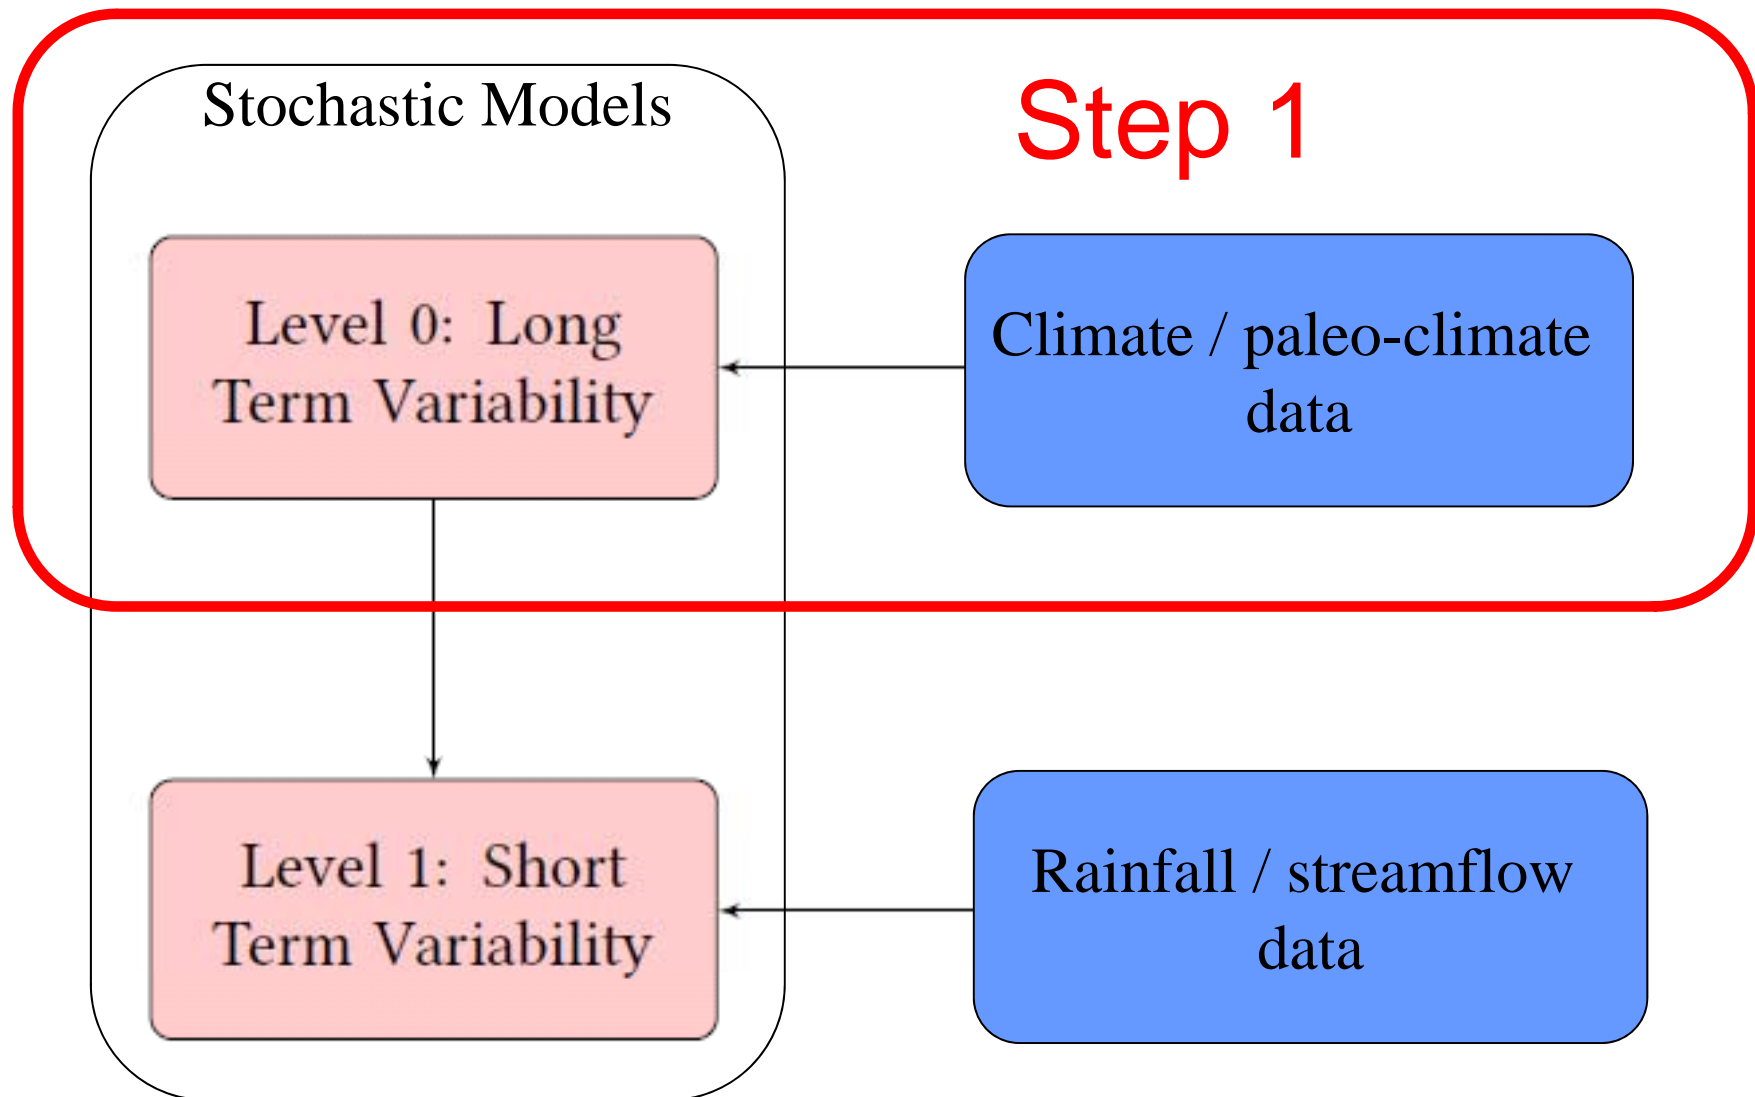 Stochastic Models
Step 1
Level 0: Long
Term Variability
Climate / paleo-climate
data
Level 1: Short
Term Variability
Rainfall / streamflow
data